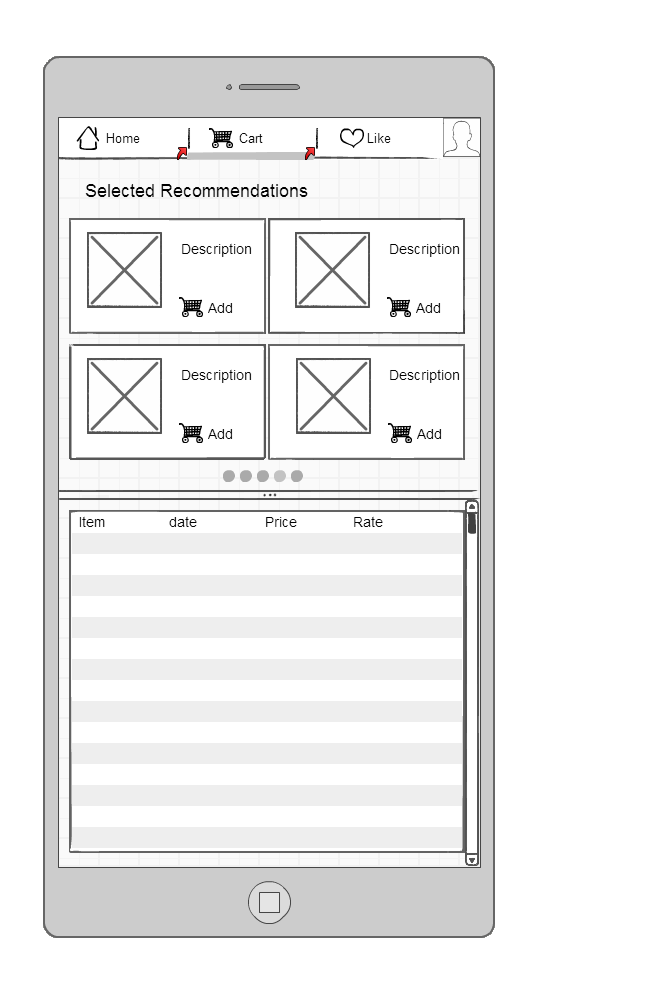 Home Cart Like
Selected Recommendations
Description Description
Add Add
Description Description
Add Add
Item date Price Rate